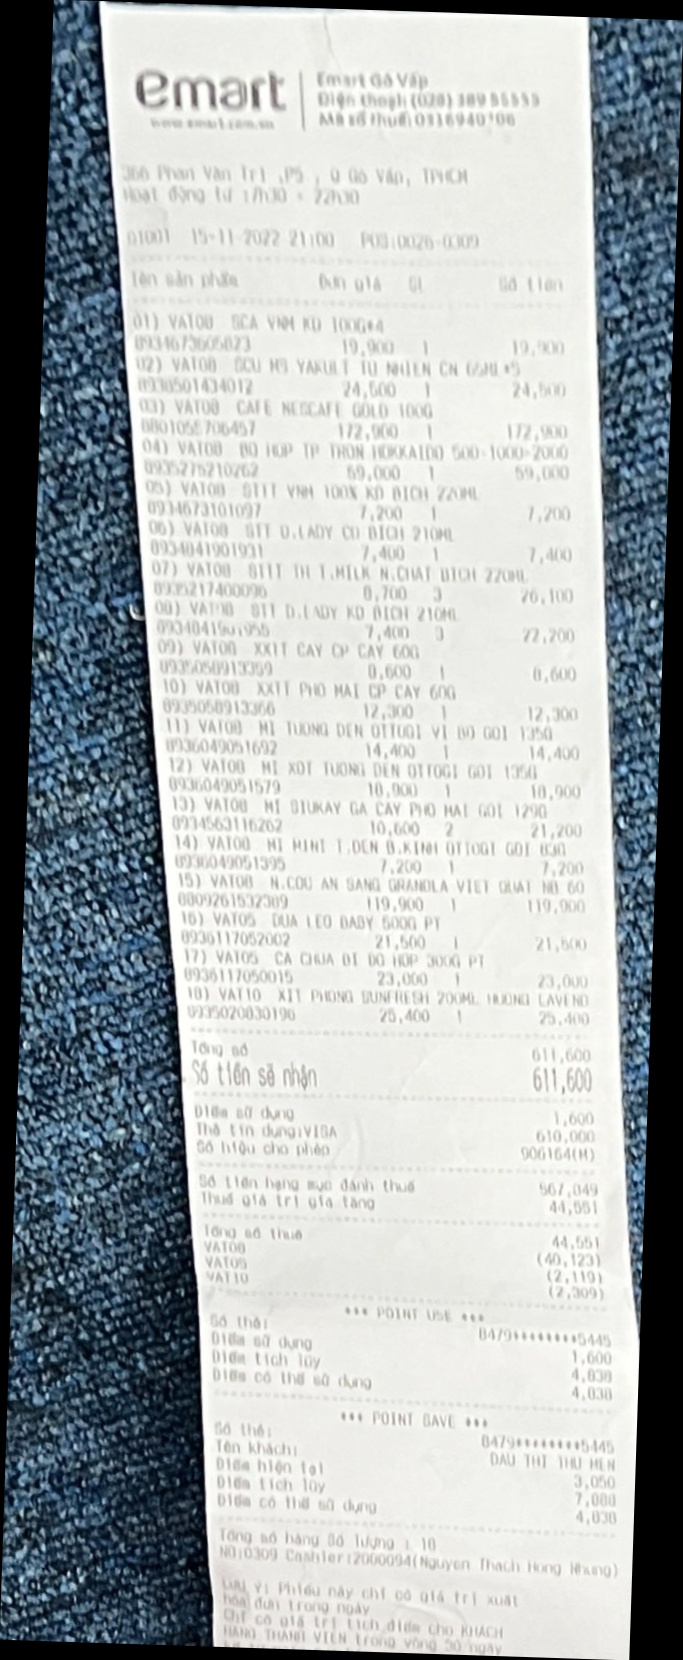 emart
www.emart.com.vn
Emart Gò Vấp
Điện thoại: (028) 389 55555
Mã số thuế: 0316940706
366 Phan Văn Trị ,P5 , Q Gò Vấp, TPHCM
Hoạt động từ :7h30 - 22h30
01001 15-11-2022 21:00 POS:0026-0309
Tên sản phẩm Đơn giá SL Số tiền
01) VAT08 SCA VNM KD 100G*4
8934673605823 19,900 1 19,900
02) VAT08 SCU MS YAKULT TU NHIEN CN 65ML*5
8938501434012 24,500 1 24,500
03) VAT08 CAFE NESCAFE GOLD 100G
8801055706457 172,900 1 172,900
04) VAT08 BO HOP TP TRON HOKKAIDO 500-1000-2000
8935275210262 59,000 1 59,000
05) VAT08 STTT VNM 100% KD BICH 220ML
8934673101097 7,200 1 7,200
06) VAT08 STT D.LADY CD BICH 210ML
8934841901931 7,400 1 7,400
07) VAT08 STTT TH T.MILK N.CHAT BICH 220ML
8935217400096 8,700 3 26,100
08) VAT08 STT D.LADY KD BICH 210ML
8934841901955 7,400 3 22,200
09) VAT08 XXTT CAY CP CAY 60G
8935058913359 8,600 1 8,600
10) VAT08 XXTT PHO MAI CP CAY 60G
8935058913366 12,300 1 12,300
11) VAT08 MI TUONG DEN OTTOGI VI BO GOI 135G
8936049051692 14,400 1 14,400
12) VAT08 MI XOT TUONG DEN OTTOGI GOI 135G
8936049051579 18,900 1 18,900
13) VAT08 MI SIUKAY GA CAY PHO MAI GOI 129G
8934563116262 10,600 2 21,200
14) VAT08 MI MINI T.DEN B.KINH OTTOGI GOI 83G
8936049051395 7,200 1 7,200
15) VAT08 N.COU AN SANG GRANOLA VIET QUAT NB 60
8809261532389 119,900 1 119,900
16) VAT05 DUA LEO BABY 500G PT
8936117052002 21,500 1 21,500
17) VAT05 CA CHUA BI BO HOP 300G PT
8936117050015 23,000 1 23,000
18) VAT10 XIT PHONG SUNFRESH 200ML HUONG LAVEND
8935020830196 25,400 1 25,400
Tổng số 611,600
Số tiền sẽ nhận 611,600
Điểm sử dụng 1,600
Thẻ tín dụng:VISA 610,000
Số hiệu cho phép 906164(M)
Số tiền hạng mục đánh thuế 567,049
Thuế giá trị gia tăng 44,551
Tổng số thuế 44,551
VAT08 (40,123)
VAT05 (2,119)
VAT10 (2,309)
*** POINT USE ***
Số thẻ: 8479********5445
Điểm sử dụng 1,600
Điểm tích lũy 4,838
Điểm có thể sử dụng 4,038
*** POINT SAVE ***
Số thẻ: 8479********5445
Tên khách: DAU THI THU MEN
Điểm hiện tại 3,050
Điểm tích lũy 7,888
Điểm có thể sử dụng 4,838
Tổng số hàng Số lượng : 18
NO:0309 Cashier:2000094(Nguyen Thach Hong Nhung)
Lưu ý: Phiếu này chỉ có giá trị xuất
hóa đơn trong ngày
Chỉ có giá trị tích điểm cho KHÁCH
HÀNG THÀNH VIÊN trong vòng 30 ngày